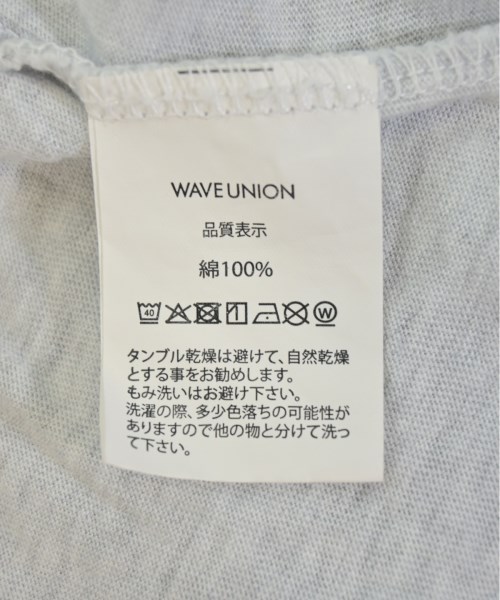 WAVEUNION
品質表示
綿100%
40 W
タンブル乾燥は避けて、自然乾燥
とする事をお勧めします。
もみ洗いはお避け下さい。
洗濯の際、多少色落ちの可能性が
ありますので他の物と分けて洗っ
て下さい。